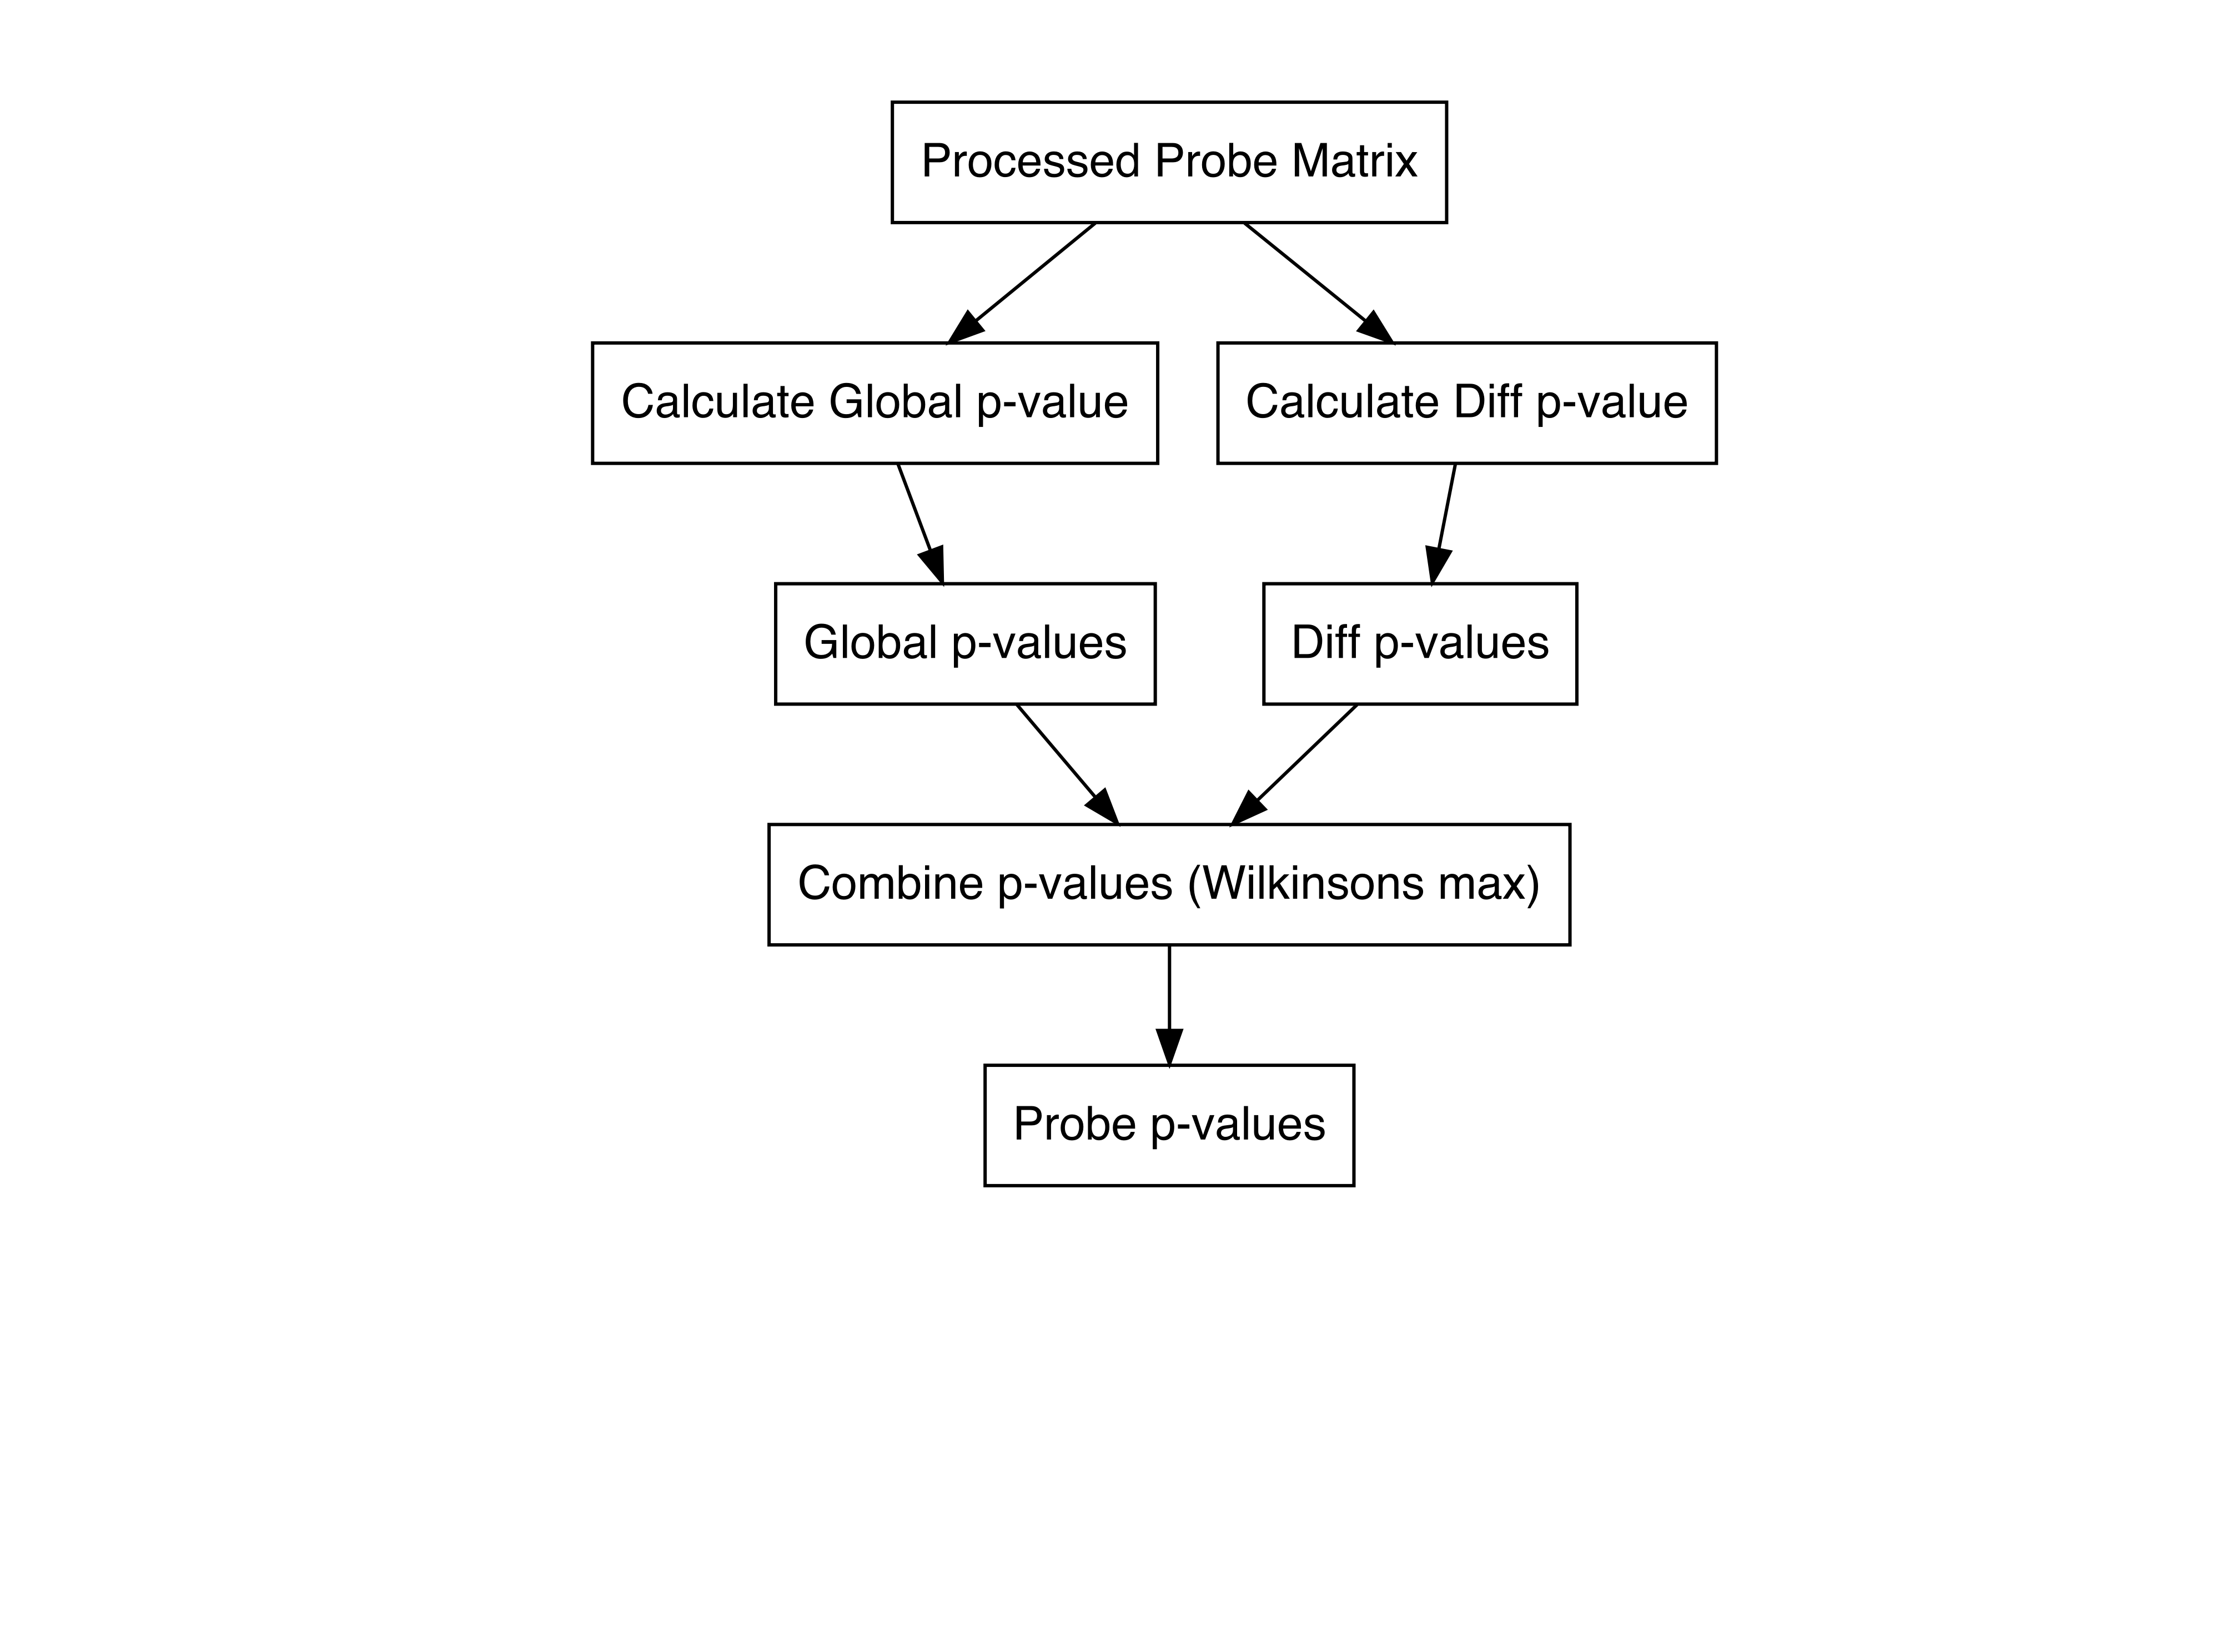 Processed Probe Matrix
Calculate Global p-value
Calculate Diff p-value
Global p-values
Diff p-values
Combine p-values (Wilkinsons max)
Probe p-values